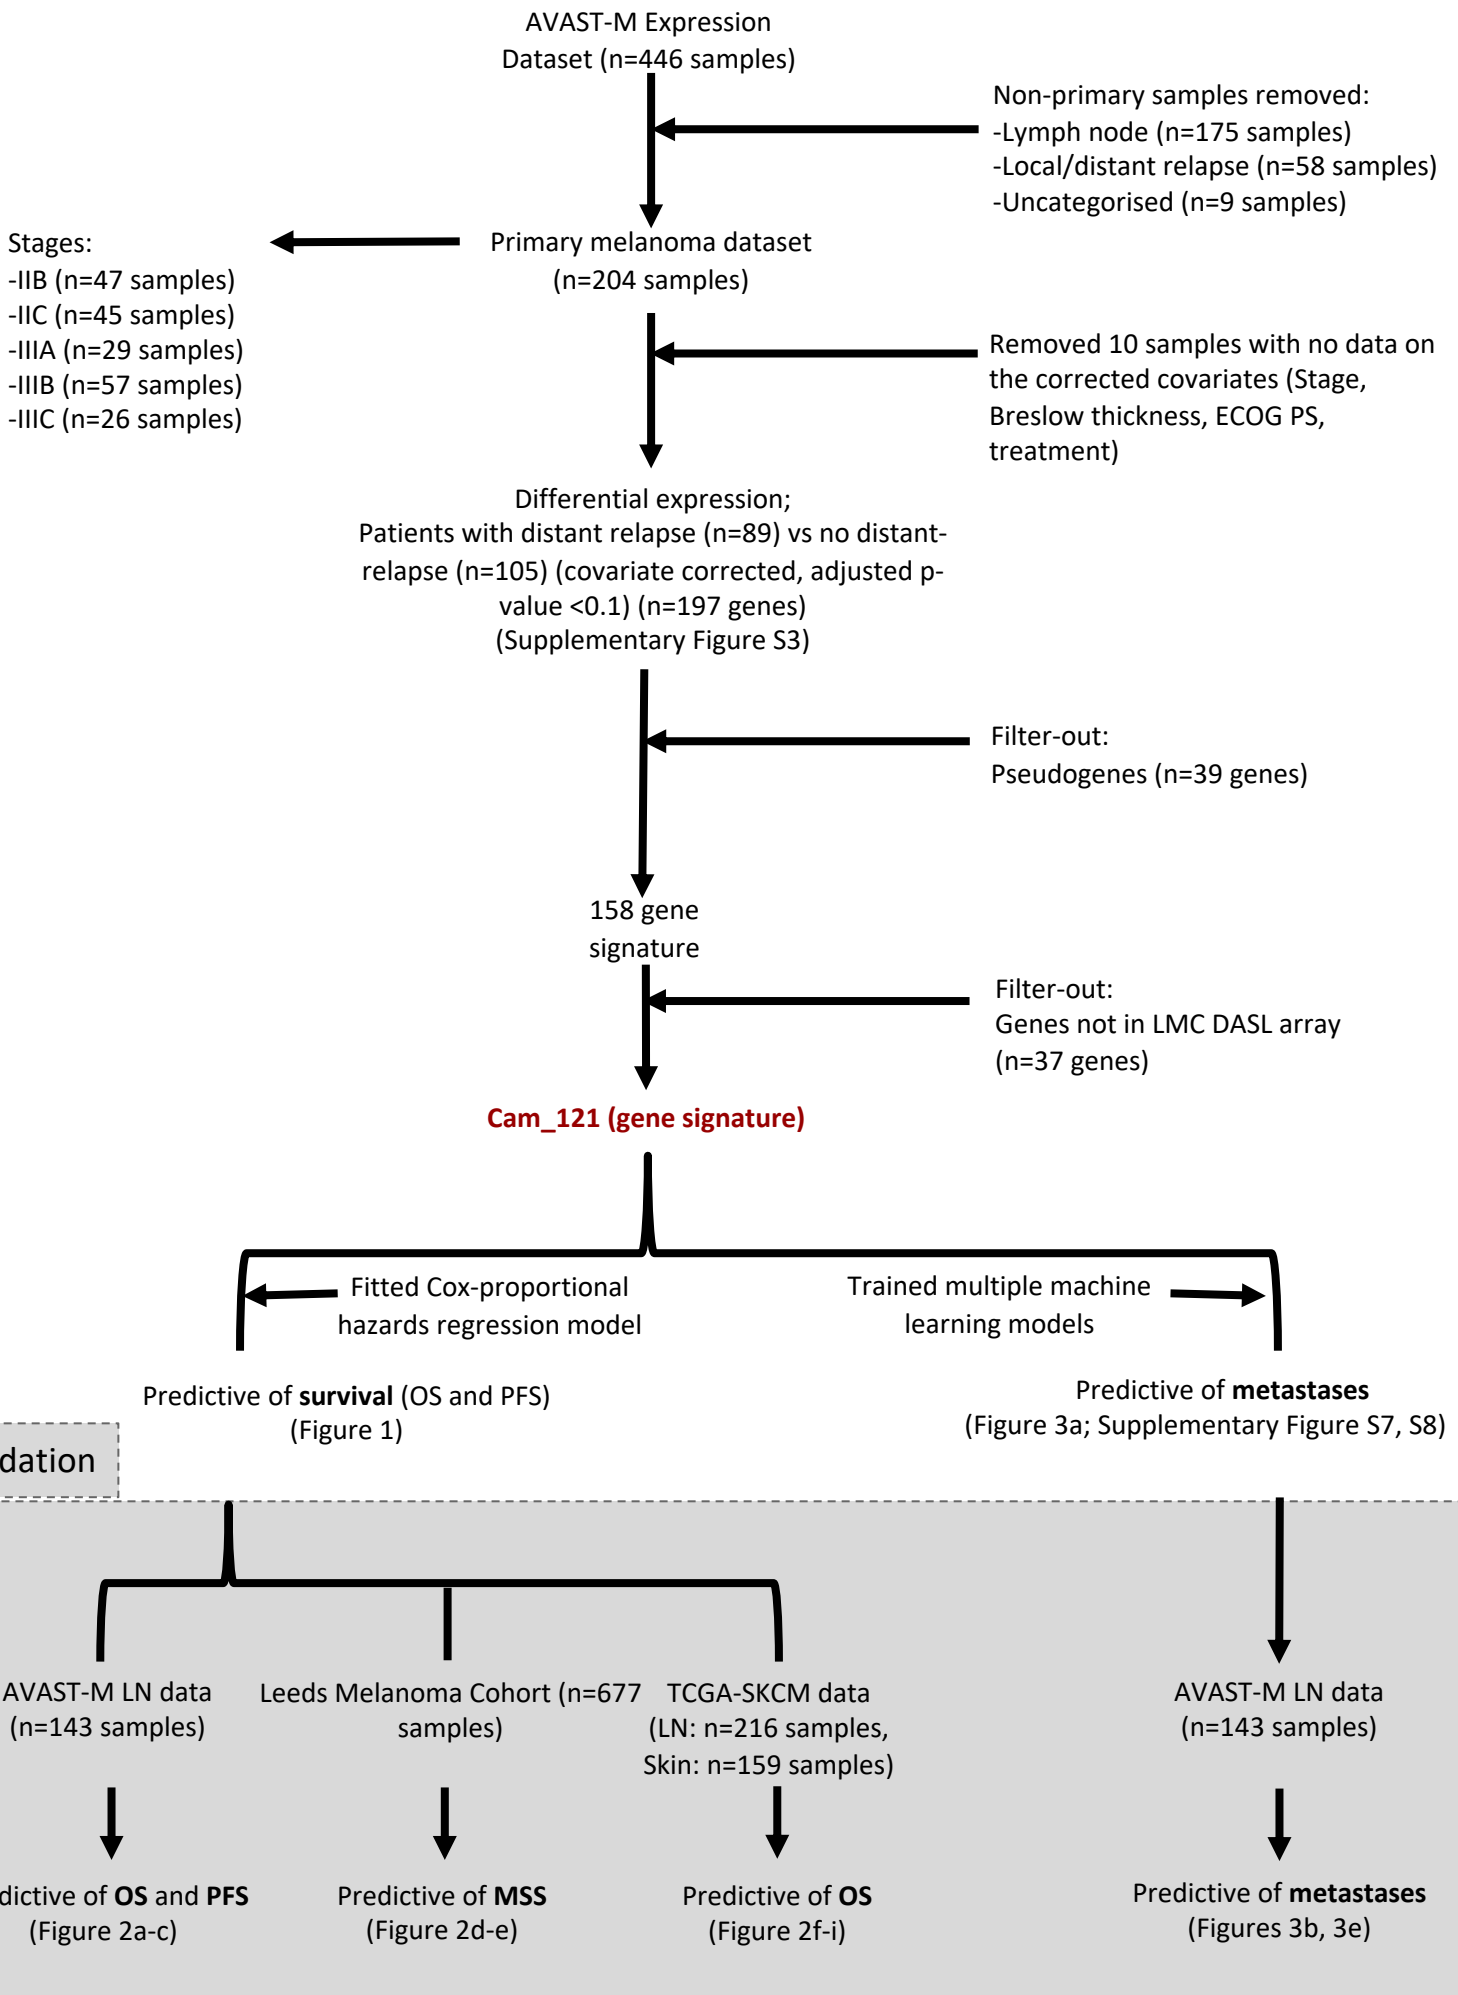 AVAST-M Expression
Dataset (n=446 samples)
Non-primary samples removed:
-Lymph node (n=175 samples)
-Local/distant relapse (n=58 samples)
-Uncategorised (n=9 samples)
Primary melanoma dataset
(n=204 samples)
Stages:
-IIB (n=47 samples)
-IIC (n=45 samples)
-IIIA (n=29 samples)
-IIIB (n=57 samples)
-IIIC (n=26 samples)
Removed 10 samples with no data on
the corrected covariates (Stage,
Breslow thickness, ECOG PS,
treatment)
Differential expression;
Patients with distant relapse (n=89) vs no distant-
relapse (n=105) (covariate corrected, adjusted p-
value <0.1) (n=197 genes)
(Supplementary Figure S3)
Filter-out:
Pseudogenes (n=39 genes)
158 gene
signature
Filter-out:
Genes not in LMC DASL array
(n=37 genes)
Cam_121 (gene signature)
Fitted Cox-proportional
hazards regression model
Trained multiple machine
learning models
Predictive of survival (OS and PFS)
(Figure 1)
Predictive of metastases
(Figure 3a; Supplementary Figure S7, S8)
dation
AVAST-M LN data
(n=143 samples)
Leeds Melanoma Cohort (n=677
samples)
TCGA-SKCM data
(LN: n=216 samples,
Skin: n=159 samples)
AVAST-M LN data
(n=143 samples)
dictive of OS and PFS
(Figure 2a-c)
Predictive of MSS
(Figure 2d-e)
Predictive of OS
(Figure 2f-i)
Predictive of metastases
(Figures 3b, 3e)